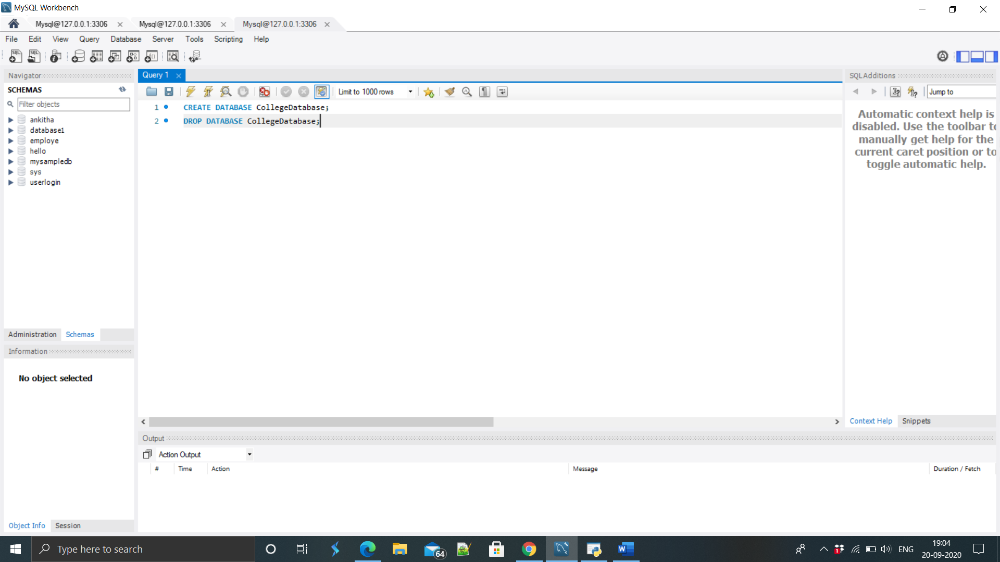 MySQL Workbench
Mysql@127.0.0.1:3306 Mysql@127.0.0.1:3306 Mysql@127.0.0.1:3306
File Edit View Query Database Server Tools Scripting Help
Navigator
SCHEMAS
Filter objects
ankitha
database1
employe
hello
mysampledb
sys
userlogin
Administration Schemas
Information
No object selected
Object Info Session
Query 1
Limit to 1000 rows
1 CREATE DATABASE CollegeDatabase;
2 DROP DATABASE CollegeDatabase;
SQLAdditions
Jump to
Automatic context help is
disabled. Use the toolbar to
manually get help for the
current caret position or to
toggle automatic help.
Context Help Snippets
Output
Action Output
# Time Action Message Duration / Fetch
Type here to search
64
1
ENG
19:04
20-09-2020